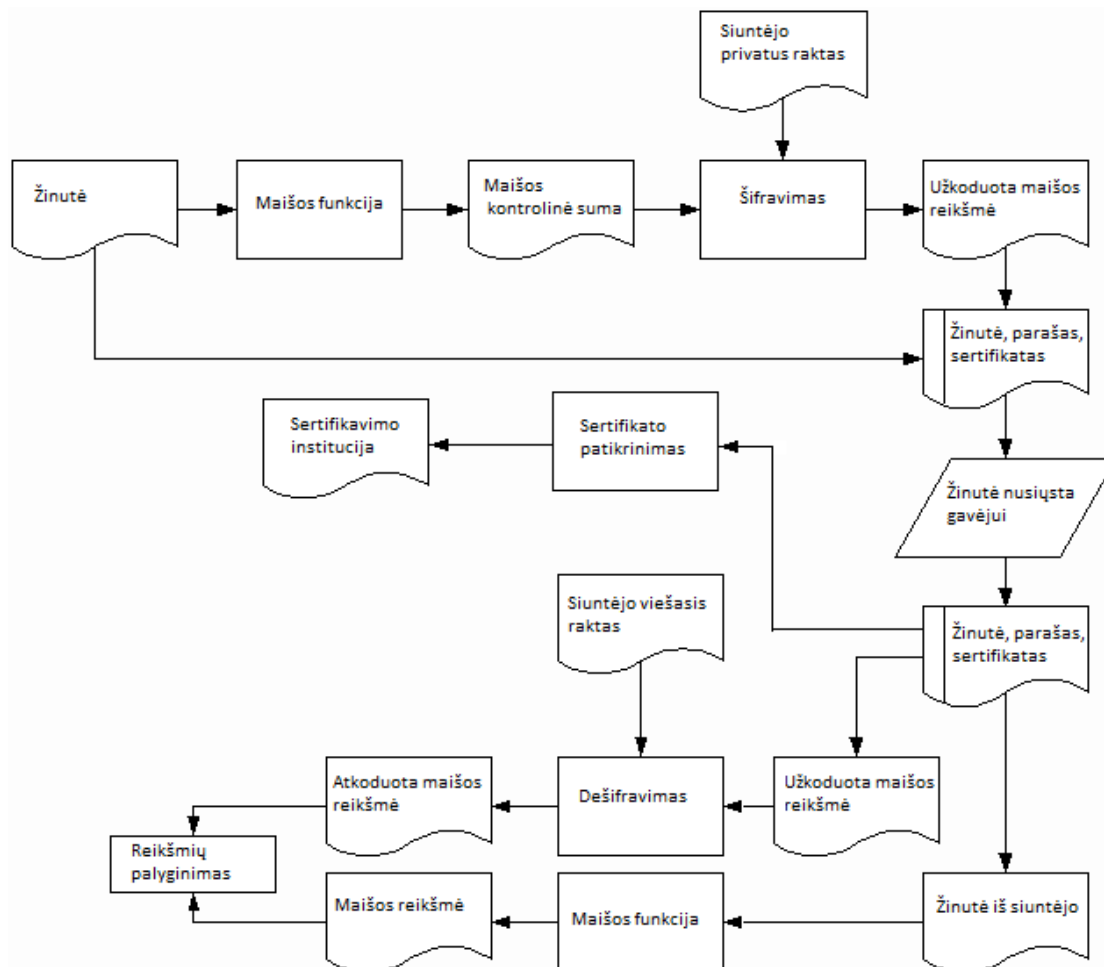 Siuntėjo
privatus raktas
Žinutė
Maišos funkcija
Maišos
kontrolinė suma
Šifravimas
Užkoduota maišos
reikšmė
Žinutė, parašas,
sertifikatas
Sertifikavimo
institucija
Sertifikato
patikrinimas
Žinutė nusiųsta
gavėjui
Siuntėjo viešasis
raktas
Žinutė, parašas,
sertifikatas
Atkoduota maišos
reikšmė
Dešifravimas
Užkoduota maišos
reikšmė
Reikšmių
palyginimas
Maišos reikšmė
Maišos funkcija
Žinutė iš siuntėjo